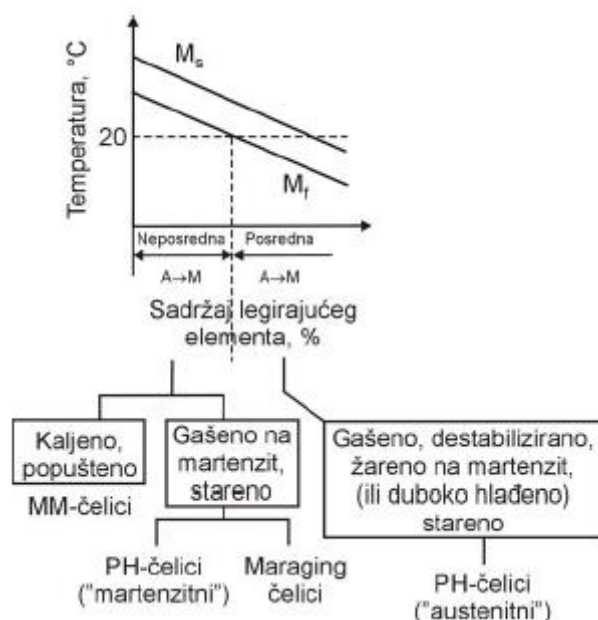 Temperatura, °C
Mₛ
20
M_f
Neposredna
Posredna
A→M
A→M
Sadržaj legirajućeg
elementa, %
Kaljeno,
popušteno
MM-čelici
Gašeno na
martenzit,
stareno
PH-čelici
("martenzitni")
Maraging
čelici
Gašeno, destabilizirano,
žareno na martenzit,
(ili duboko hlađeno)
stareno
PH-čelici
("austenitni")